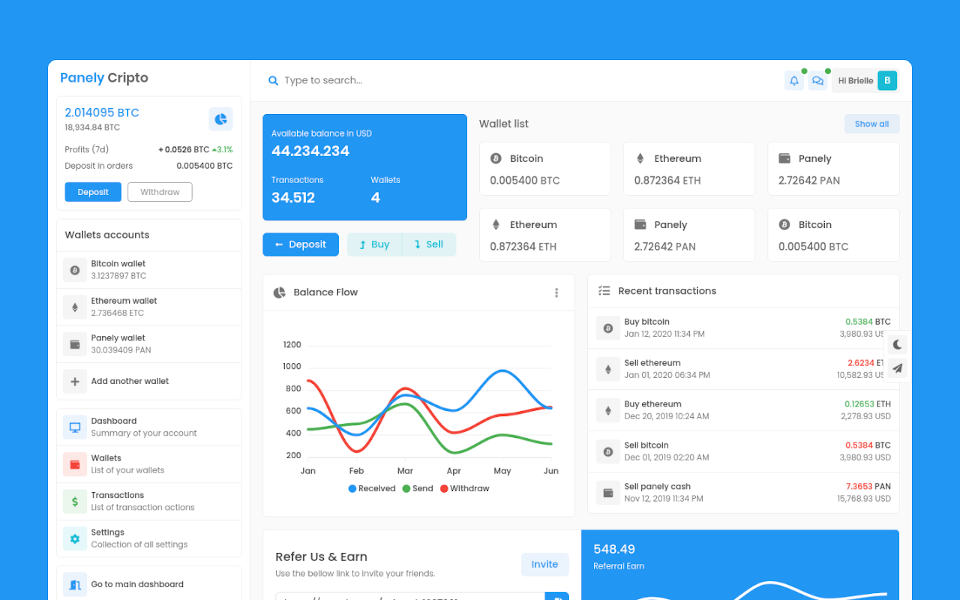 Panely Cripto
2.014095 BTC
18,934.84 BTC
Profits (7d) + 0.0526 BTC 3.1%
Deposit in orders 0.005400 BTC
Deposit Withdraw
Wallets accounts
Bitcoin wallet
3.1237897 BTC
Ethereum wallet
2.736468 ETC
Panely wallet
30.039409 PAN
Add another wallet
Dashboard
Summary of your account
Wallets
List of your wallets
Transactions
List of transaction actions
Settings
Collection of all settings
Go to main dashboard
Type to search...
Hi Brielle B
Available balance in USD
44.234.234
Transactions Wallets
34.512 4
← Deposit Buy Sell
Wallet list
Show all
Bitcoin
0.005400 BTC
Ethereum
0.872364 ETH
Panely
2.72642 PAN
Ethereum
0.872364 ETH
Panely
2.72642 PAN
Bitcoin
0.005400 BTC
Balance Flow
1200
1000
800
600
400
200
Jan Feb Mar Apr May Jun
Received Send Withdraw
Recent transactions
Buy bitcoin 0.5384 BTC
Jan 12, 2020 11:34 PM 3,980.93
Sell ethereum 2.6234
Jan 01, 2020 06:34 PM 10,582.93
Buy ethereum 0.12653 ETH
Dec 20, 2019 10:24 AM 2,278.93 USD
Sell bitcoin 0.5384 BTC
Dec 01, 2019 02:20 AM 3,980.93 USD
Sell panely cash 7.3653 PAN
Nov 12, 2019 11:34 PM 15,768.93 USD
Refer Us & Earn
Use the bellow link to invite your friends.
Invite
548.49
Referral Earn